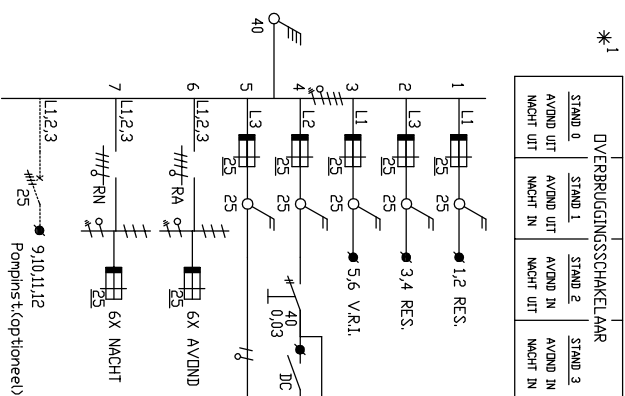 *1
OVERBRUGGINGSSCHAKELAAR
STAND 0
AVOND UIT
NACHT UIT
STAND 1
AVOND UIT
NACHT IN
STAND 2
AVOND IN
NACHT UIT
STAND 3
AVOND IN
NACHT IN
40
1
L1
25
25
1,2 RES.
2
L3
25
25
3,4 RES.
3
L1
25
25
5,6 V.R.I.
4
L2
25
25
40
0,03
DC
5
L3
25
25
6
L1,2,3
RA
25
6X AVOND
7
L1,2,3
RN
25
6X NACHT
L1,2,3
25
9,10,11,12
Pompinst.(optioneel)